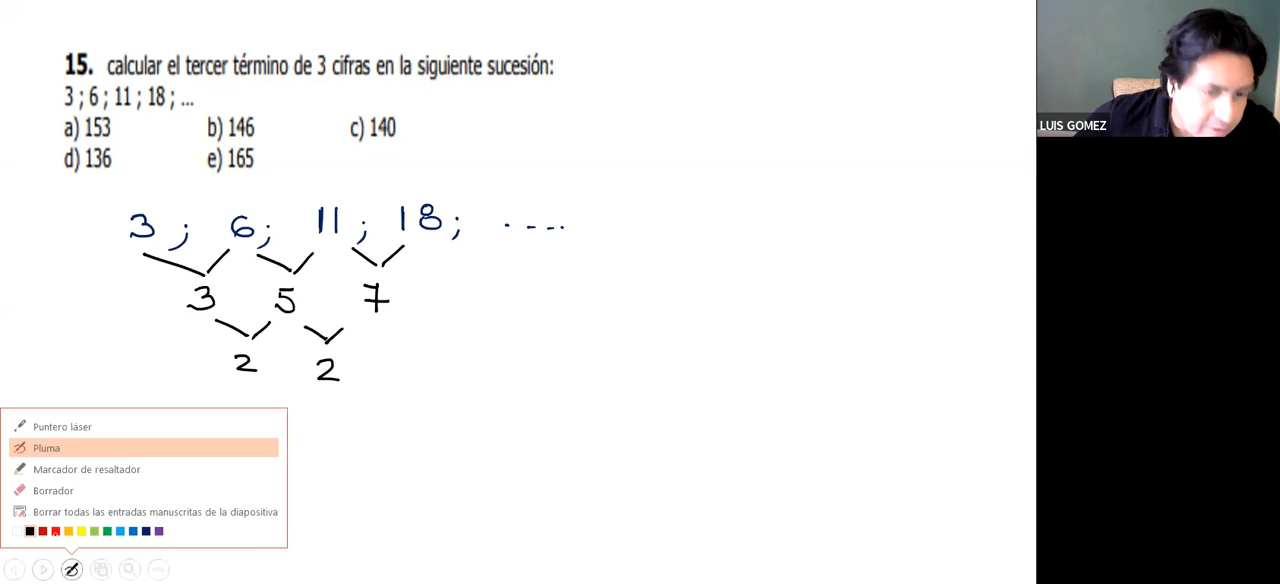 15. calcular el tercer término de 3 cifras en la siguiente sucesión:
3 ; 6 ; 11 ; 18 ; ...
a) 153 b) 146 c) 140
d) 136 e) 165
3 ; 6 ; 11 ; 18 ; ....
3 5 7
2 2
LUIS GOMEZ
Puntero láser
Pluma
Marcador de resaltador
Borrador
Borrar todas las entradas manuscritas de la diapositiva